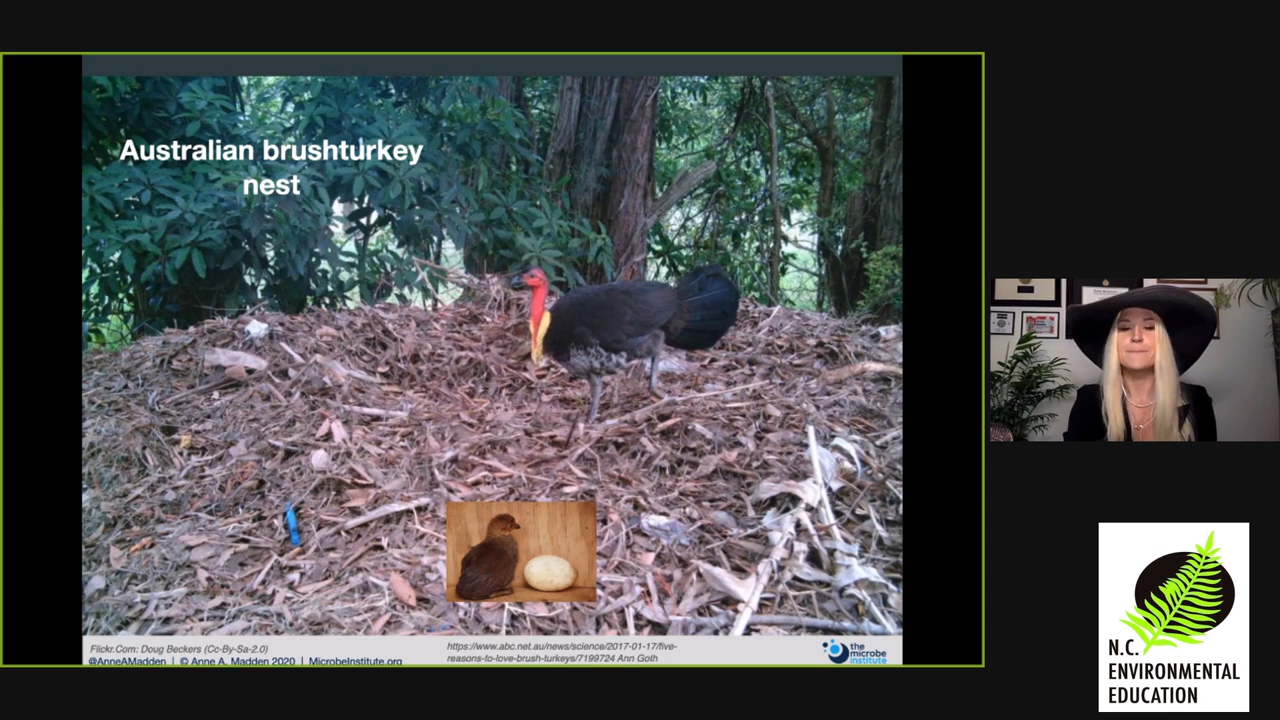 Australian brushturkey
nest
Flickr.Com: Doug Beckers (Cc-By-Sa-2.0)
@AnneAMadden | © Anne A. Madden 2020 | MicrobeInstitute.org
https://www.abc.net.au/news/science/2017-01-17/five-
reasons-to-love-brush-turkeys/7199724 Ann Goth
the
microbe
institute
N.C.
ENVIRONMENTAL
EDUCATION